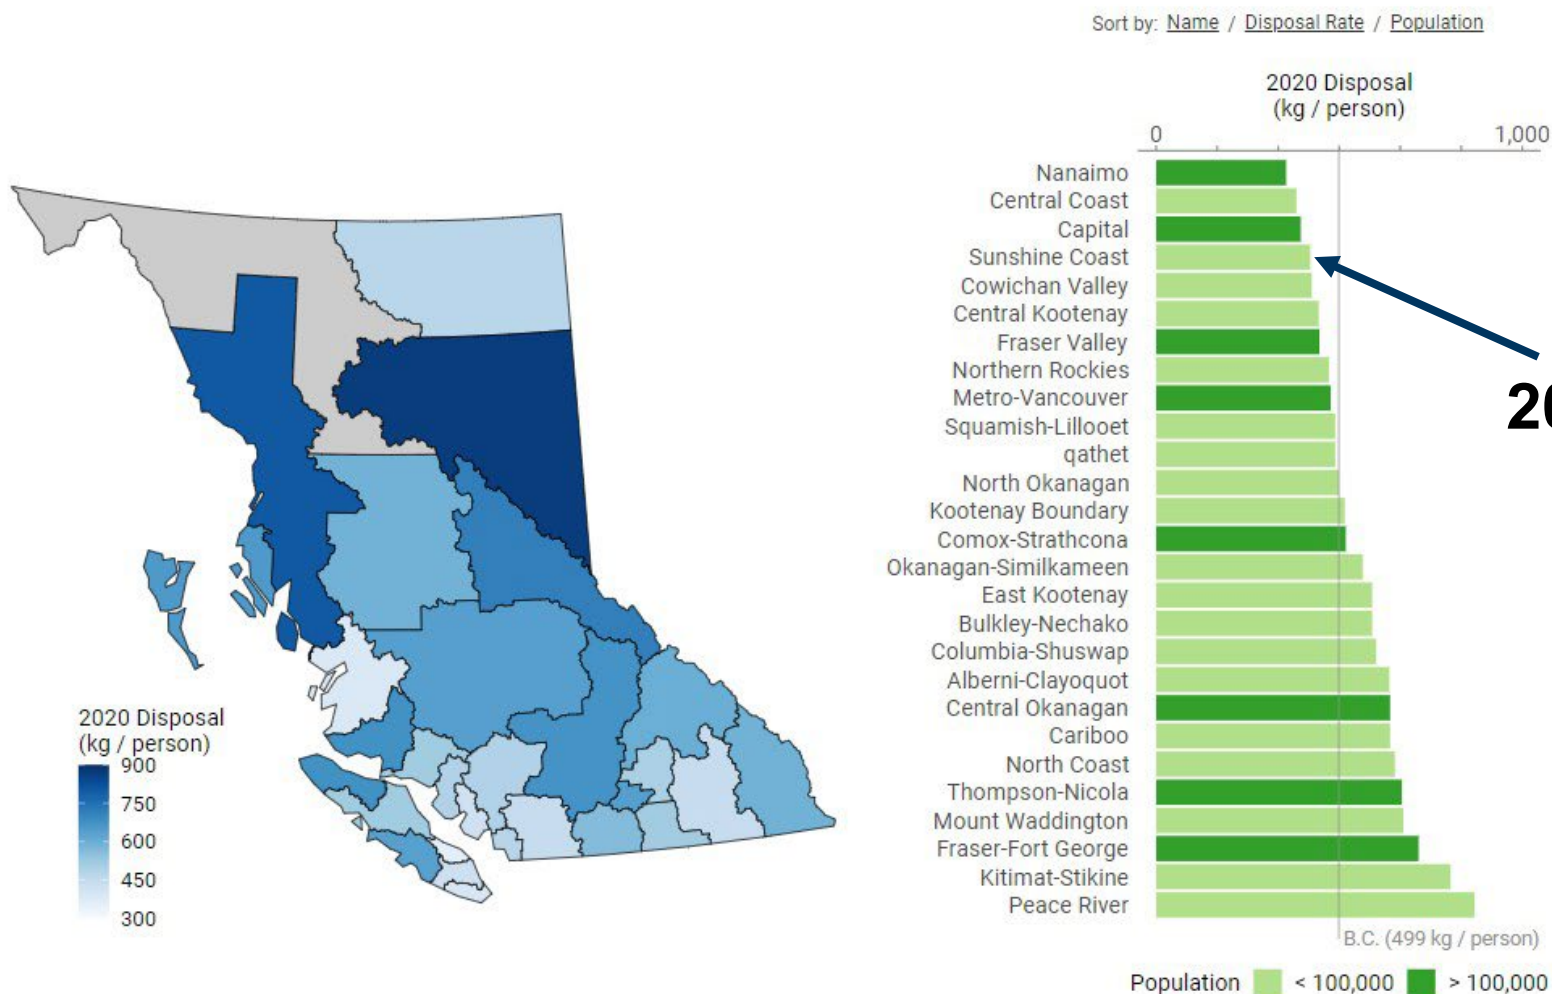 Sort by: Name / Disposal Rate / Population
2020 Disposal
(kg / person)
0 1,000
Nanaimo
Central Coast
Capital
Sunshine Coast
Cowichan Valley
Central Kootenay
Fraser Valley
Northern Rockies
Metro-Vancouver
Squamish-Lillooet
qathet
North Okanagan
Kootenay Boundary
Comox-Strathcona
Okanagan-Similkameen
East Kootenay
Bulkley-Nechako
Columbia-Shuswap
Alberni-Clayoquot
Central Okanagan
Cariboo
North Coast
Thompson-Nicola
Mount Waddington
Fraser-Fort George
Kitimat-Stikine
Peace River
B.C. (499 kg / person)
Population < 100,000 > 100,000
2020 Disposal
(kg / person)
900
750
600
450
300